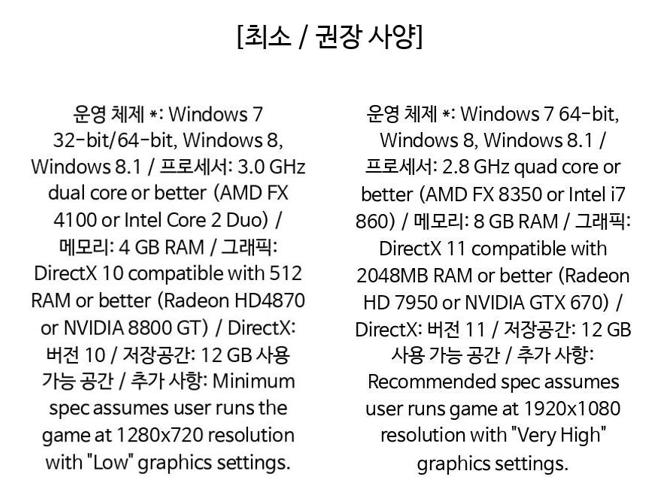 [최소 / 권장 사양]
운영 체제 *: Windows 7
32-bit/64-bit, Windows 8,
Windows 8.1 / 프로세서: 3.0 GHz
dual core or better (AMD FX
4100 or Intel Core 2 Duo) /
메모리: 4 GB RAM / 그래픽:
DirectX 10 compatible with 512
RAM or better (Radeon HD4870
or NVIDIA 8800 GT) / DirectX:
버전 10 / 저장공간: 12 GB 사용
가능 공간 / 추가 사항: Minimum
spec assumes user runs the
game at 1280x720 resolution
with "Low" graphics settings.
운영 체제 *: Windows 7 64-bit,
Windows 8, Windows 8.1 /
프로세서: 2.8 GHz quad core or
better (AMD FX 8350 or Intel i7
860) / 메모리: 8 GB RAM / 그래픽:
DirectX 11 compatible with
2048MB RAM or better (Radeon
HD 7950 or NVIDIA GTX 670) /
DirectX: 버전 11 / 저장공간: 12 GB
사용 가능 공간 / 추가 사항:
Recommended spec assumes
user runs game at 1920x1080
resolution with "Very High"
graphics settings.